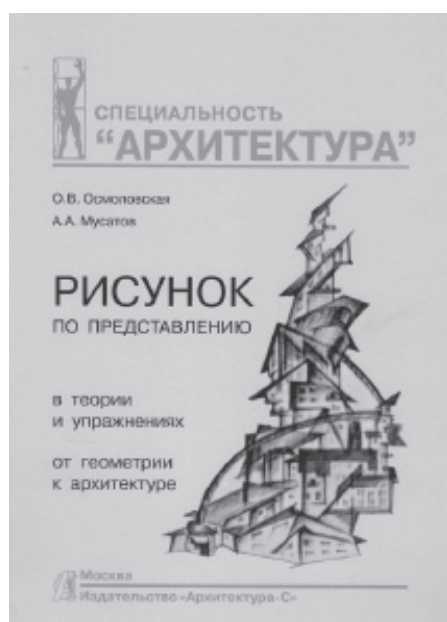 СПЕЦИАЛЬНОСТЬ
“АРХИТЕКТУРА”
О.В. Осмоловская
А.А. Мусатов
РИСУНОК
ПО ПРЕДСТАВЛЕНИЮ
в теории
и упражнениях
от геометрии
к архитектуре
Москва
Издательство «Архитектура-С»